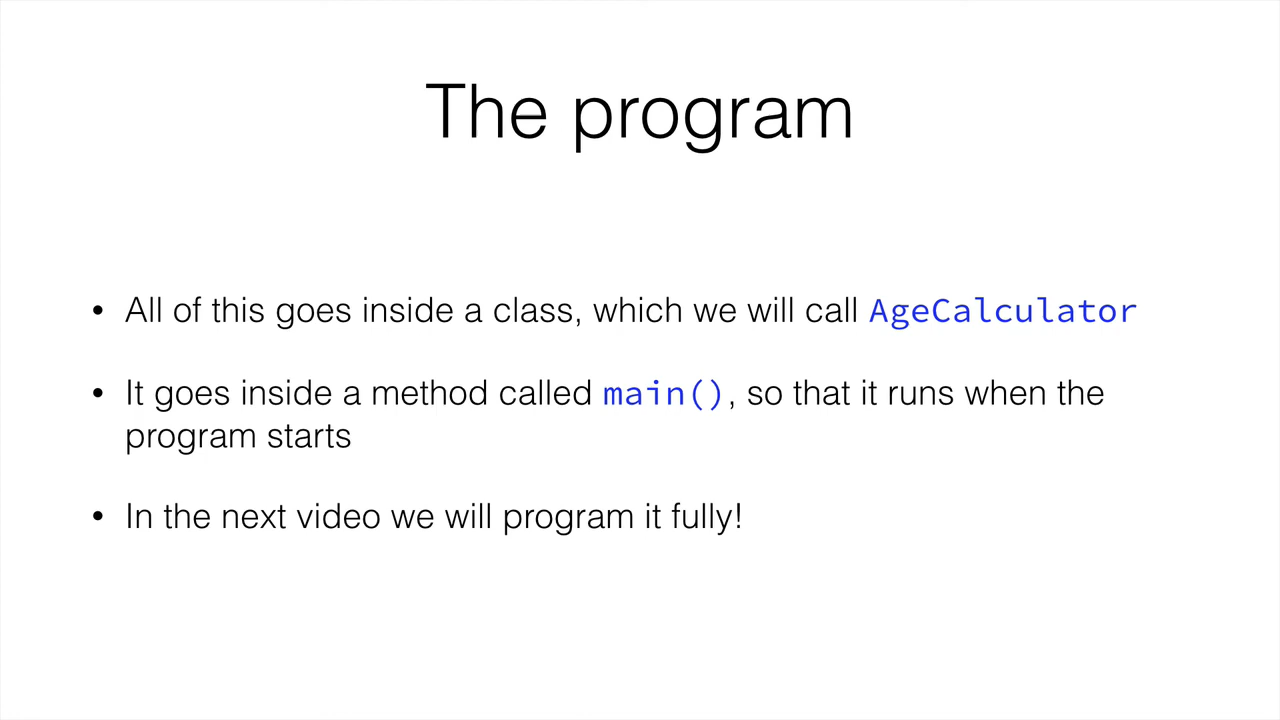 The program
• All of this goes inside a class, which we will call AgeCalculator
• It goes inside a method called main(), so that it runs when the
program starts
• In the next video we will program it fully!